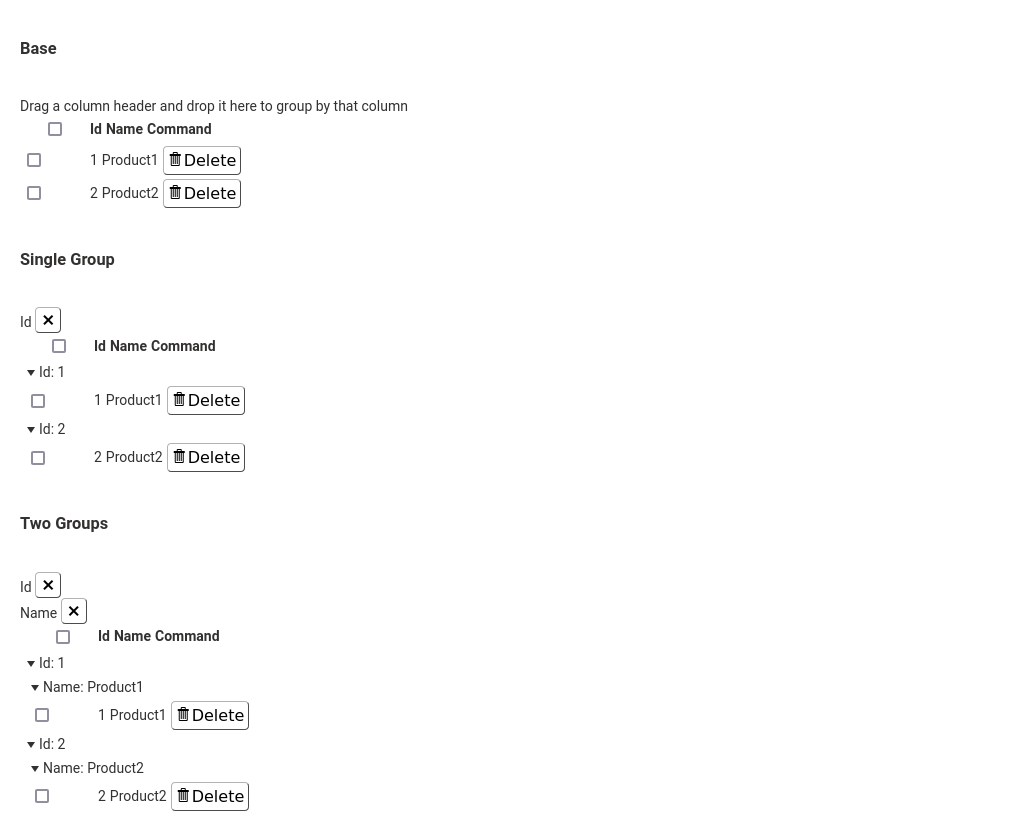 Base
Drag a column header and drop it here to group by that column
Id Name Command
1 Product1 Delete
2 Product2 Delete
Single Group
Id
Id Name Command
Id: 1
1 Product1 Delete
Id: 2
2 Product2 Delete
Two Groups
Id
Name
Id Name Command
Id: 1
Name: Product1
1 Product1 Delete
Id: 2
Name: Product2
2 Product2 Delete